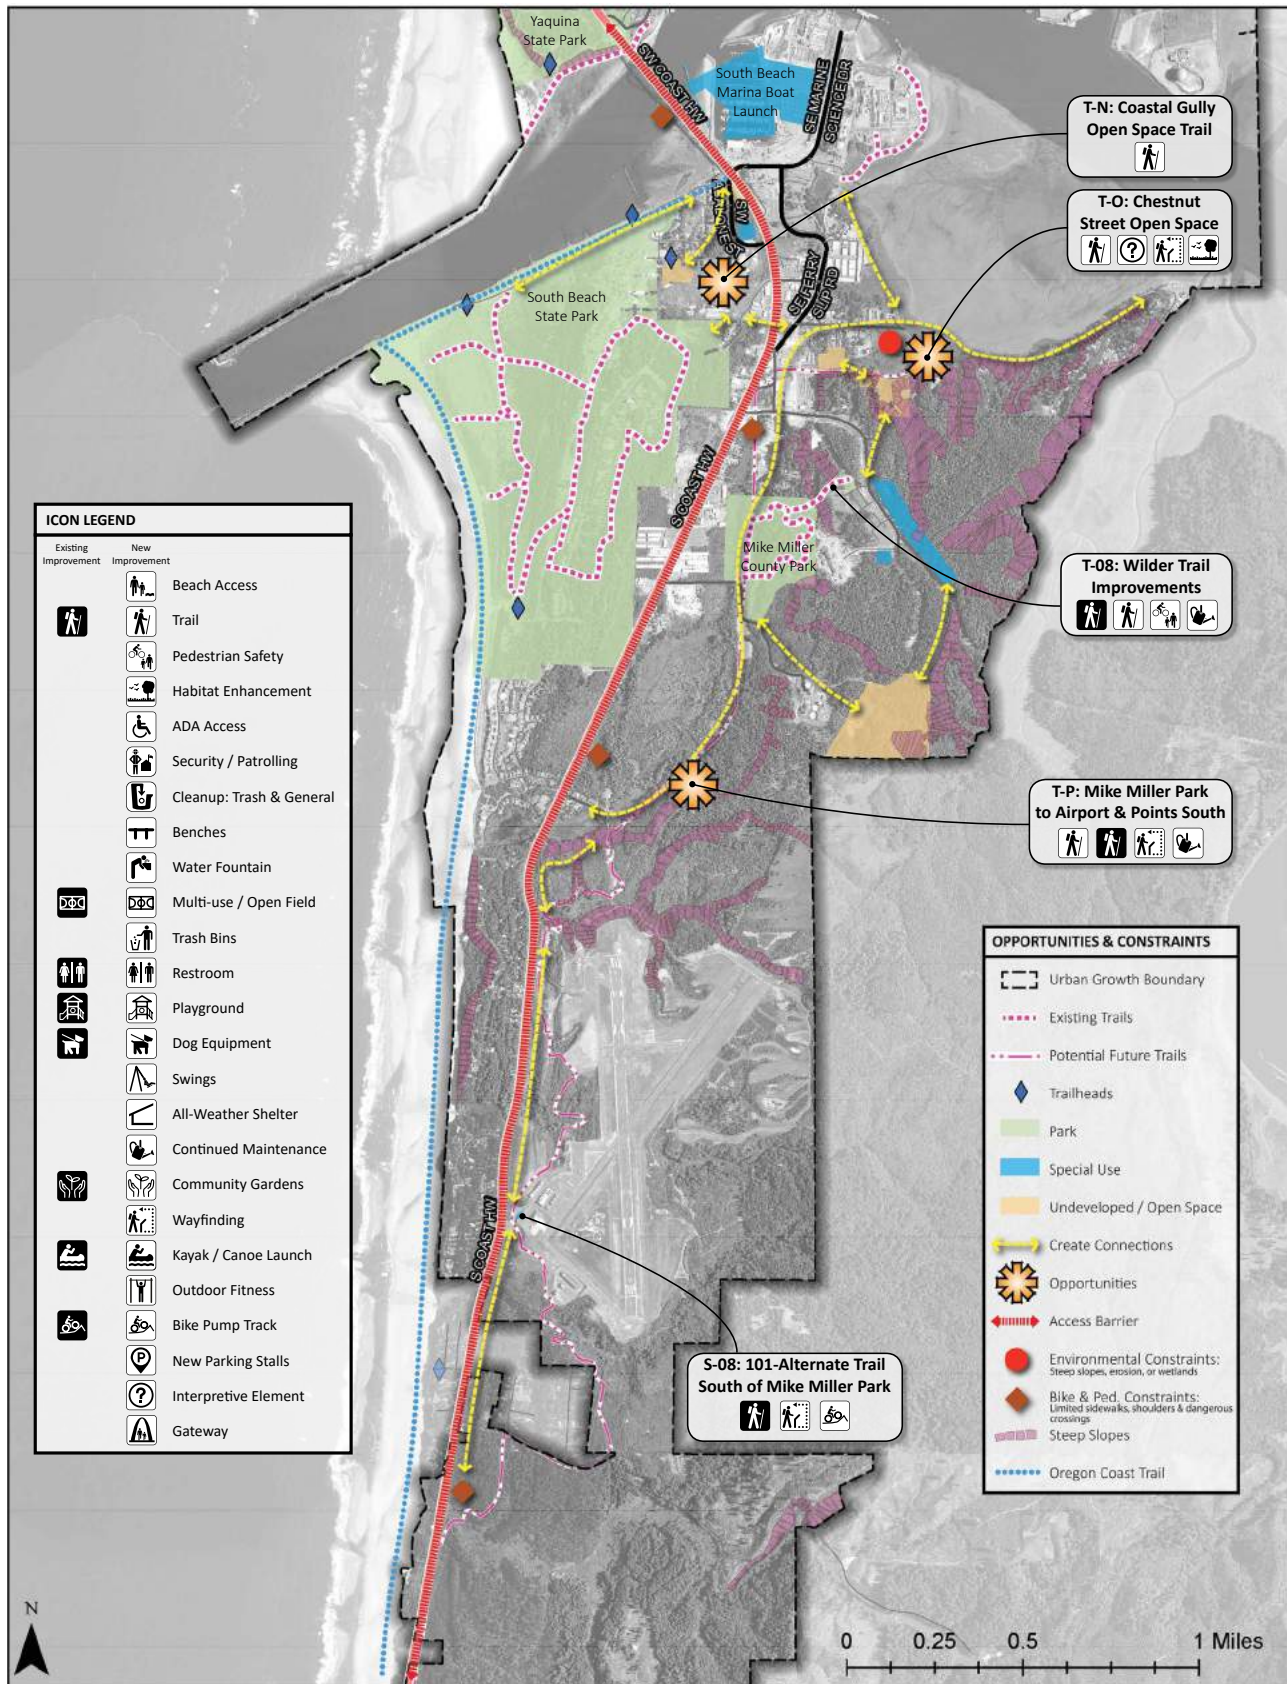 Yaquina
State Park
SW COAST HW
South Beach
Marina Boat
Launch
SE MARINE
SCIENCE DR
T-N: Coastal Gully
Open Space Trail
T-O: Chestnut
Street Open Space
SW
SE FERRY
SLIP RD
South Beach
State Park
S COAST HW
Mike Miller
County Park
T-08: Wilder Trail
Improvements
T-P: Mike Miller Park
to Airport & Points South
S COAST HW
S-08: 101-Alternate Trail
South of Mike Miller Park
ICON LEGEND
Existing
Improvement
New
Improvement
Beach Access
Trail
Pedestrian Safety
Habitat Enhancement
ADA Access
Security / Patrolling
Cleanup: Trash & General
Benches
Water Fountain
Multi-use / Open Field
Trash Bins
Restroom
Playground
Dog Equipment
Swings
All-Weather Shelter
Continued Maintenance
Community Gardens
Wayfinding
Kayak / Canoe Launch
Outdoor Fitness
Bike Pump Track
P
New Parking Stalls
?
Interpretive Element
Gateway
OPPORTUNITIES & CONSTRAINTS
Urban Growth Boundary
Existing Trails
Potential Future Trails
Trailheads
Park
Special Use
Undeveloped / Open Space
Create Connections
Opportunities
Access Barrier
Environmental Constraints:
Steep slopes, erosion, or wetlands
Bike & Ped. Constraints:
Limited sidewalks, shoulders & dangerous
crossings
Steep Slopes
Oregon Coast Trail
N
0 0.25 0.5 1 Miles